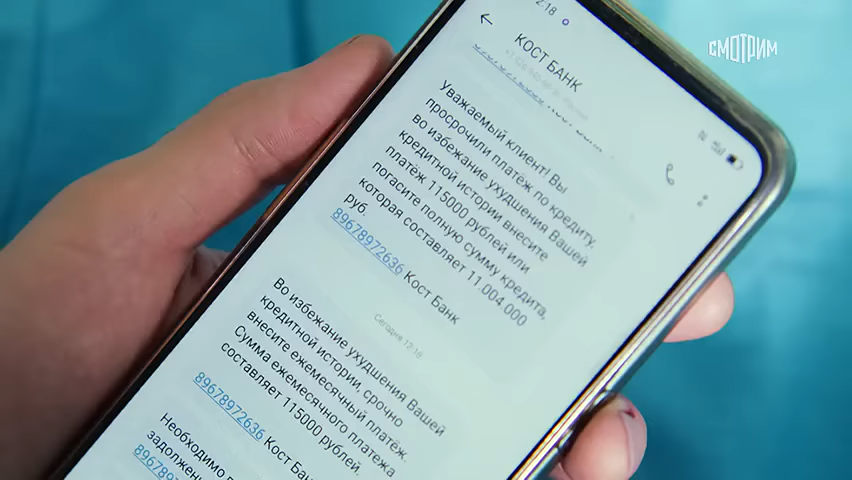 СМОТРИМ
2:18
КОСТ БАНК
Уважаемый клиент! Вы
просрочили платёж по кредиту,
во избежание ухудшения Вашей
кредитной истории внесите
платёж 115000 рублей или
погасите полную сумму кредита,
которая составляет 11.004.000
руб.
89678972636 Кост Банк
Сегодня 12:18
Во избежание ухудшения Вашей
кредитной истории, срочно
внесите ежемесячный платёж.
Сумма ежемесячного платежа
составляет 115000 рублей.
89678972636 Кост Банк
Необходимо